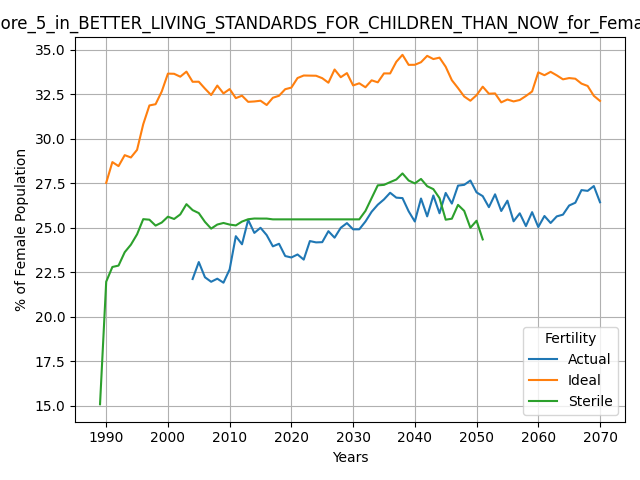 ore_5_in_BETTER_LIVING_STANDARDS_FOR_CHILDREN_THAN_NOW_for_Fema
35.0
32.5
30.0
27.5
25.0
22.5
20.0
17.5
15.0
% of Female Population
1990 2000 2010 2020 2030 2040 2050 2060 2070
Years
Fertility
Actual
Ideal
Sterile